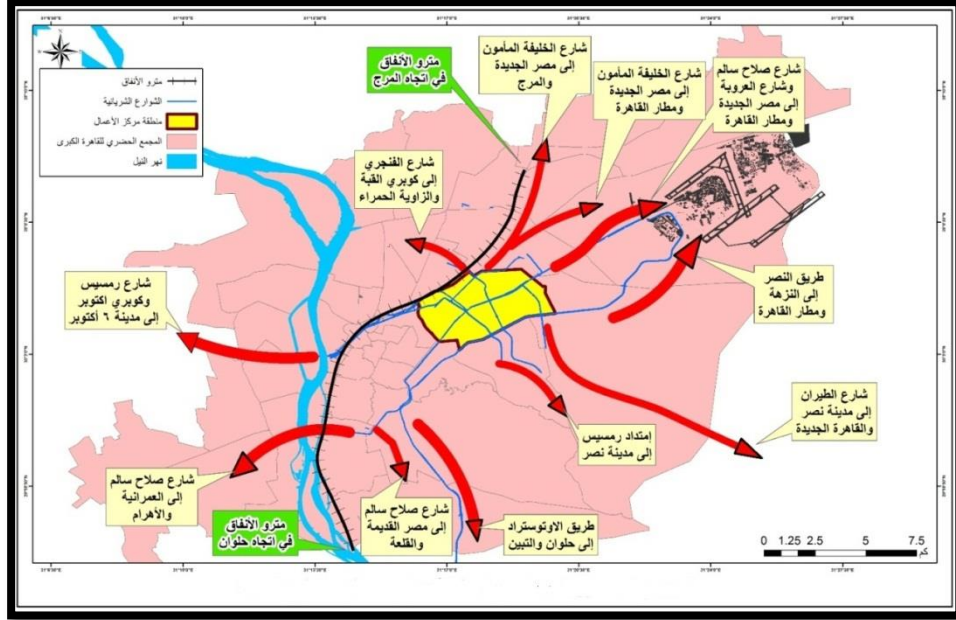 مترو الأنفاق
الشوارع الشريانية
منطقة مركز الأعمال
المجمع الحضري للقاهرة الكبرى
نهر النيل
مترو الأنفاق
في اتجاه المرج
شارع الخليفة المأمون
إلى مصر الجديدة
والمرج
شارع الخليفة المأمون
إلى مصر الجديدة
ومطار القاهرة
شارع صلاح سالم
وشارع العروبة
إلى مصر الجديدة
ومطار القاهرة
شارع الفنجري
إلى كوبري القبة
والزاوية الحمراء
طريق النصر
إلى النزهة
ومطار القاهرة
شارع رمسيس
وكوبري اكتوبر
إلى مدينة ٦ أكتوبر
شارع الطيران
إلى مدينة نصر
والقاهرة الجديدة
إمتداد رمسيس
إلى مدينة نصر
شارع صلاح سالم
إلى العمرانية
والأهرام
شارع صلاح سالم
إلى مصر القديمة
والقلعة
طريق الاوتوستراد
إلى حلوان والتبين
مترو الأنفاق
في اتجاه حلوان
0 1.25 2.5 5 7.5
كم